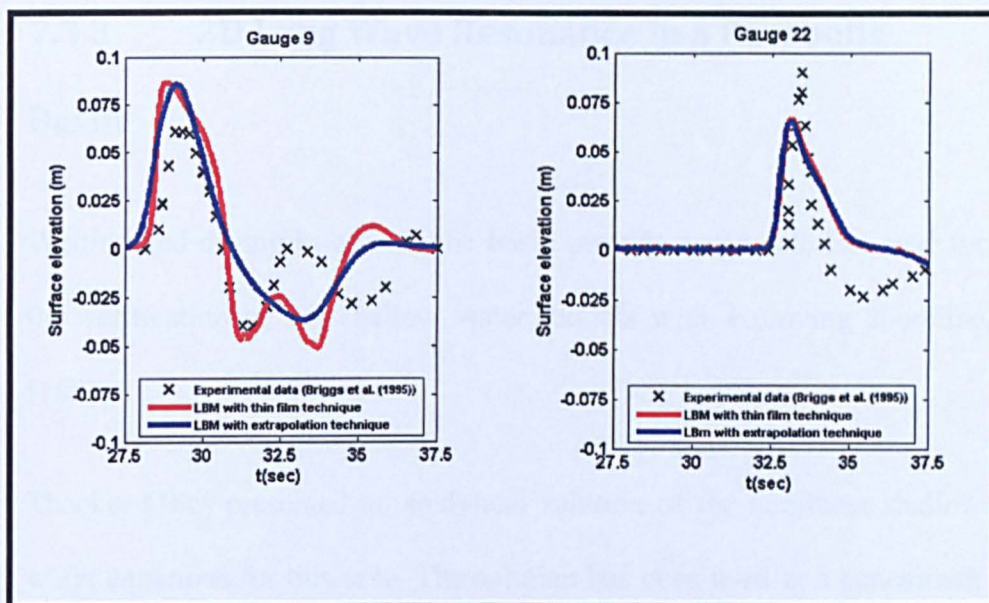 Gauge 9
0.1
0.075
0.05
0.025
0
-0.025
-0.05
-0.075
-0.1
Surface elevation (m)
Experimental data (Briggs et al. (1995))
LBM with thin film technique
LBM with extrapolation technique
27.5 30 32.5 35 37.5
t(sec)
Gauge 22
0.1
0.075
0.05
0.025
0
-0.025
-0.05
-0.075
-0.1
Surface elevation (m)
Experimental data (Briggs et al. (1995))
LBM with thin film technique
LBm with extrapolation technique
27.5 30 32.5 35 37.5
t(sec)